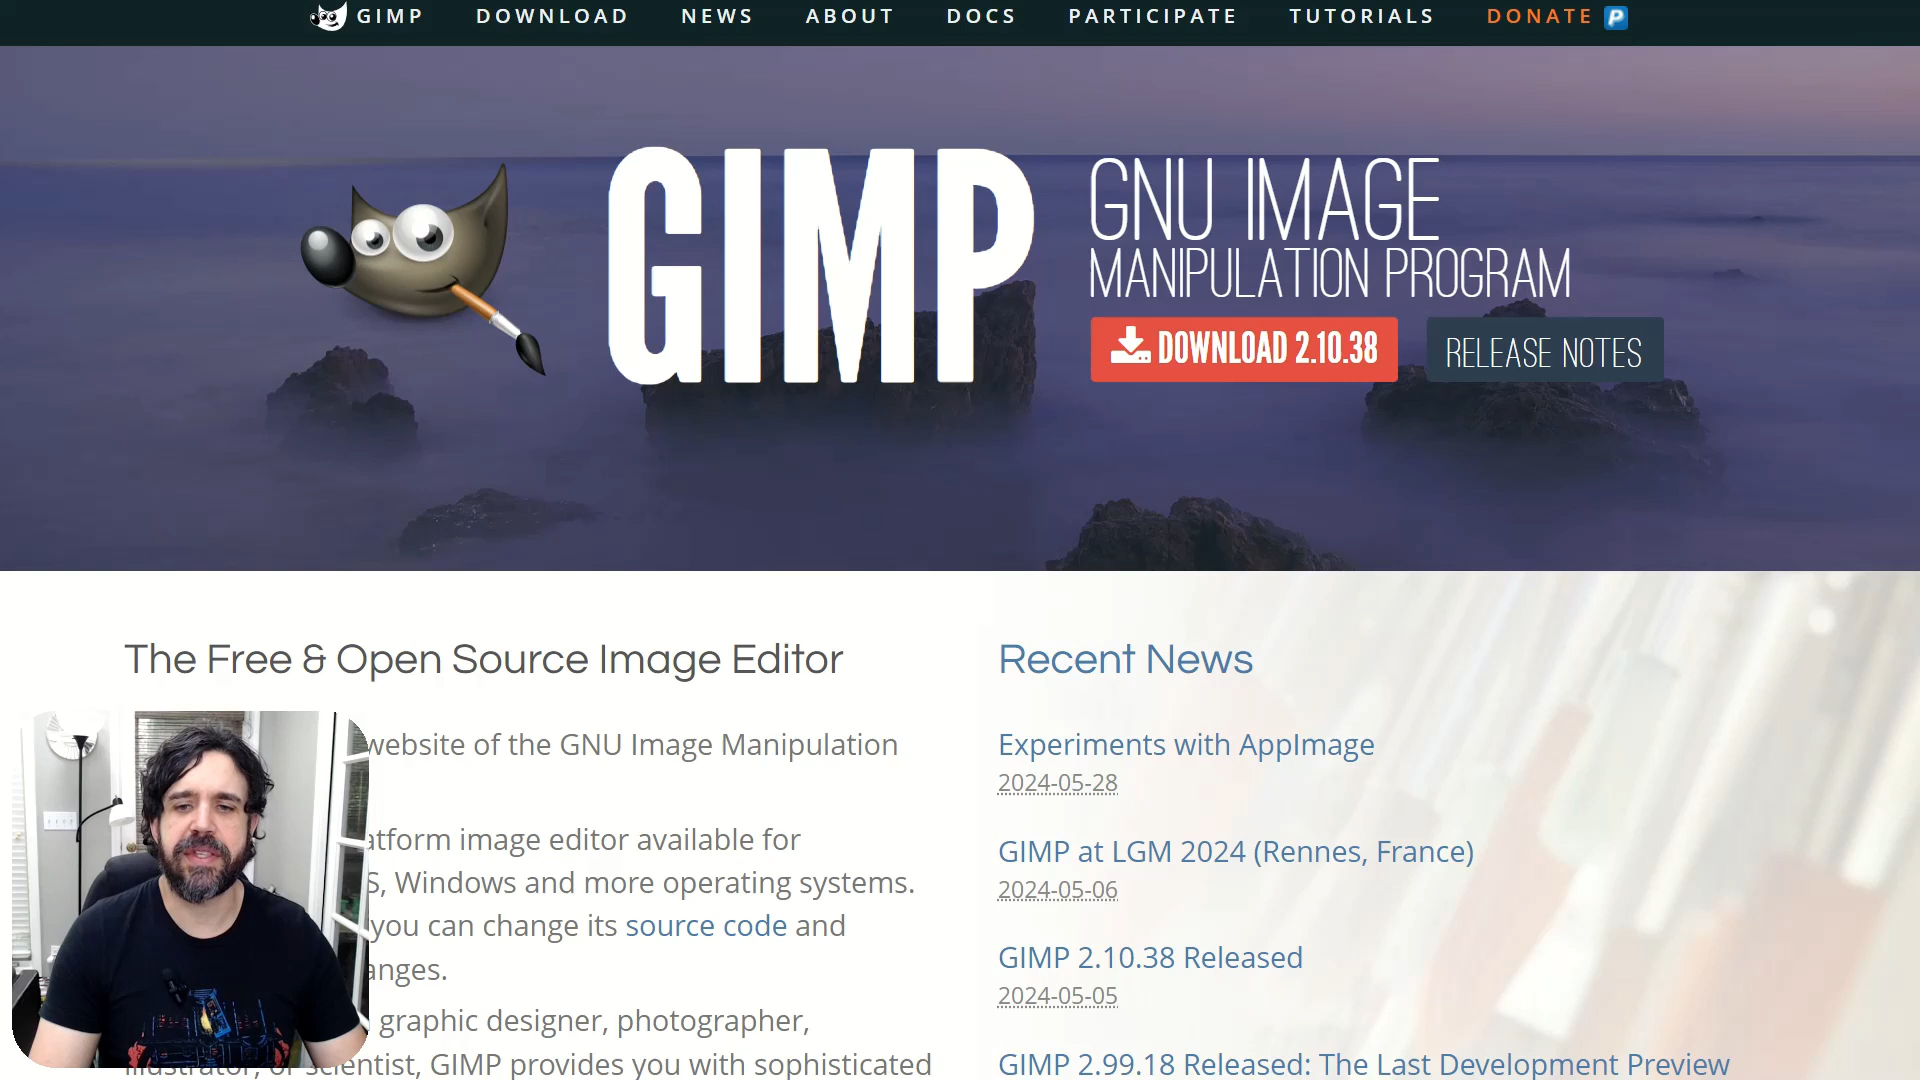 GIMP DOWNLOAD NEWS ABOUT DOCS PARTICIPATE TUTORIALS DONATE
GIMP
GNU IMAGE
MANIPULATION PROGRAM
DOWNLOAD 2.10.38 RELEASE NOTES
The Free & Open Source Image Editor
website of the GNU Image Manipulation
atform image editor available for
S, Windows and more operating systems.
you can change its source code and
anges.
graphic designer, photographer,
illustrator, or scientist, GIMP provides you with sophisticated
Recent News
Experiments with AppImage
2024-05-28
GIMP at LGM 2024 (Rennes, France)
2024-05-06
GIMP 2.10.38 Released
2024-05-05
GIMP 2.99.18 Released: The Last Development Preview